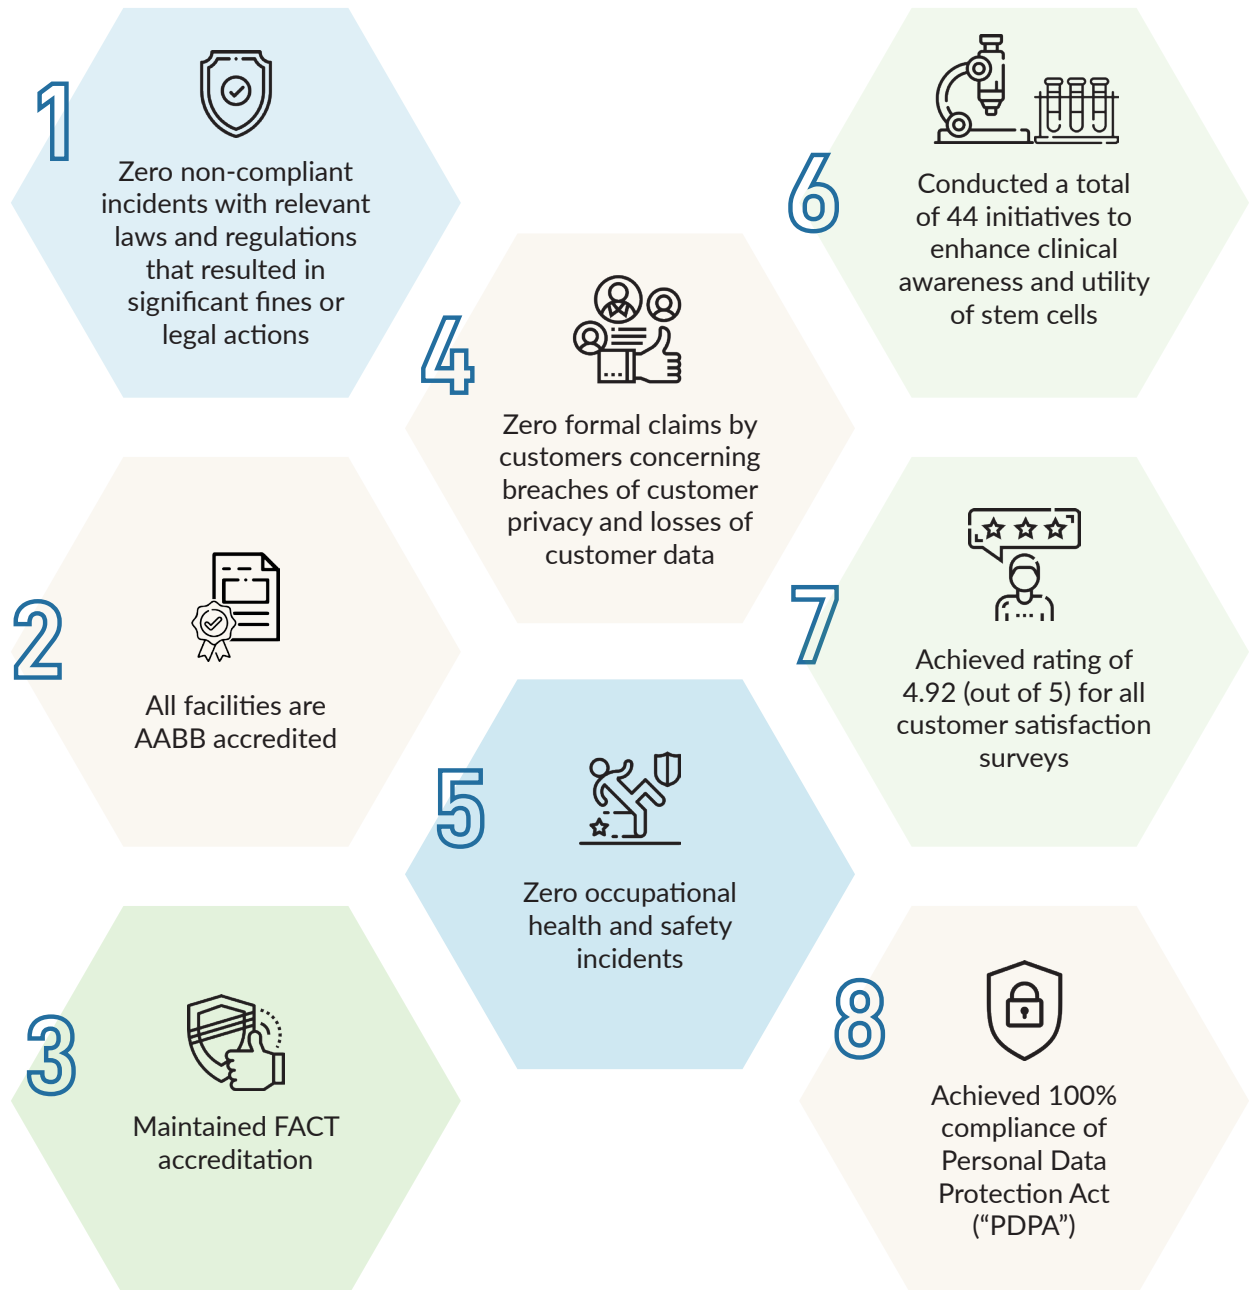 1
Zero non-compliant
incidents with relevant
laws and regulations
that resulted in
significant fines or
legal actions
2
All facilities are
AABB accredited
3
Maintained FACT
accreditation
4
Zero formal claims by
customers concerning
breaches of customer
privacy and losses of
customer data
5
Zero occupational
health and safety
incidents
6
Conducted a total
of 44 initiatives to
enhance clinical
awareness and utility
of stem cells
7
Achieved rating of
4.92 (out of 5) for all
customer satisfaction
surveys
8
Achieved 100%
compliance of
Personal Data
Protection Act
(“PDPA”)